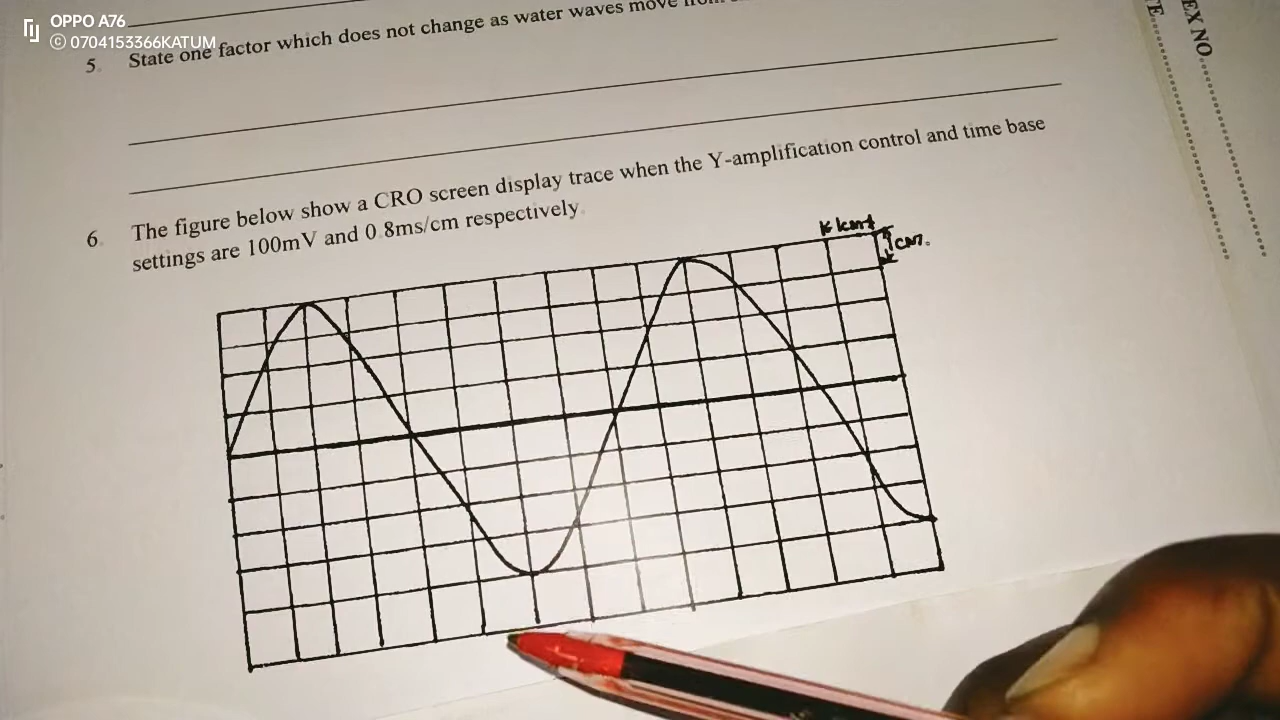 OPPO A76
© 0704153366KATUM
EX NO
TE
5. State one factor which does not change as water waves move
6. The figure below show a CRO screen display trace when the Y-amplification control and time base
settings are 100mV and 0.8ms/cm respectively
1cm
1cm.